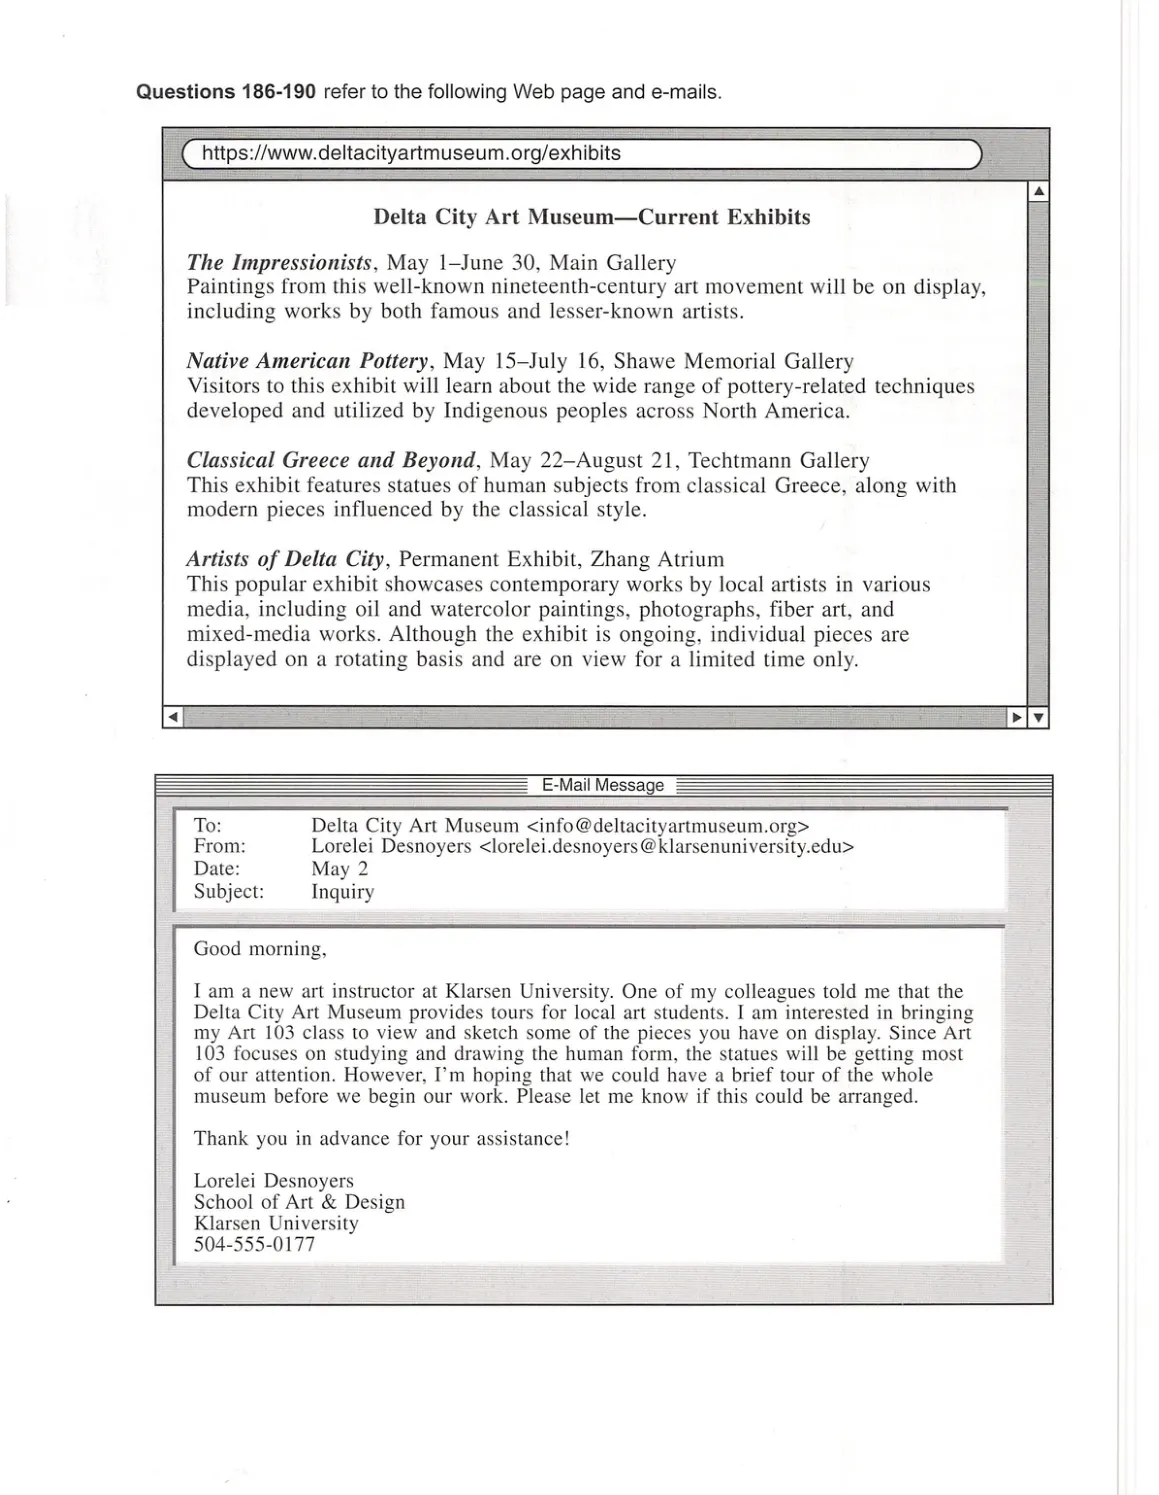 Questions 186-190 refer to the following Web page and e-mails.
https://www.deltacityartmuseum.org/exhibits
Delta City Art Museum—Current Exhibits
The Impressionists, May 1–June 30, Main Gallery
Paintings from this well-known nineteenth-century art movement will be on display,
including works by both famous and lesser-known artists.
Native American Pottery, May 15–July 16, Shawe Memorial Gallery
Visitors to this exhibit will learn about the wide range of pottery-related techniques
developed and utilized by Indigenous peoples across North America.
Classical Greece and Beyond, May 22–August 21, Techtmann Gallery
This exhibit features statues of human subjects from classical Greece, along with
modern pieces influenced by the classical style.
Artists of Delta City, Permanent Exhibit, Zhang Atrium
This popular exhibit showcases contemporary works by local artists in various
media, including oil and watercolor paintings, photographs, fiber art, and
mixed-media works. Although the exhibit is ongoing, individual pieces are
displayed on a rotating basis and are on view for a limited time only.
E-Mail Message
To: Delta City Art Museum <info@deltacityartmuseum.org>
From: Lorelei Desnoyers <lorelei.desnoyers@klarsenuniversity.edu>
Date: May 2
Subject: Inquiry
Good morning,
I am a new art instructor at Klarsen University. One of my colleagues told me that the
Delta City Art Museum provides tours for local art students. I am interested in bringing
my Art 103 class to view and sketch some of the pieces you have on display. Since Art
103 focuses on studying and drawing the human form, the statues will be getting most
of our attention. However, I'm hoping that we could have a brief tour of the whole
museum before we begin our work. Please let me know if this could be arranged.
Thank you in advance for your assistance!
Lorelei Desnoyers
School of Art & Design
Klarsen University
504-555-0177